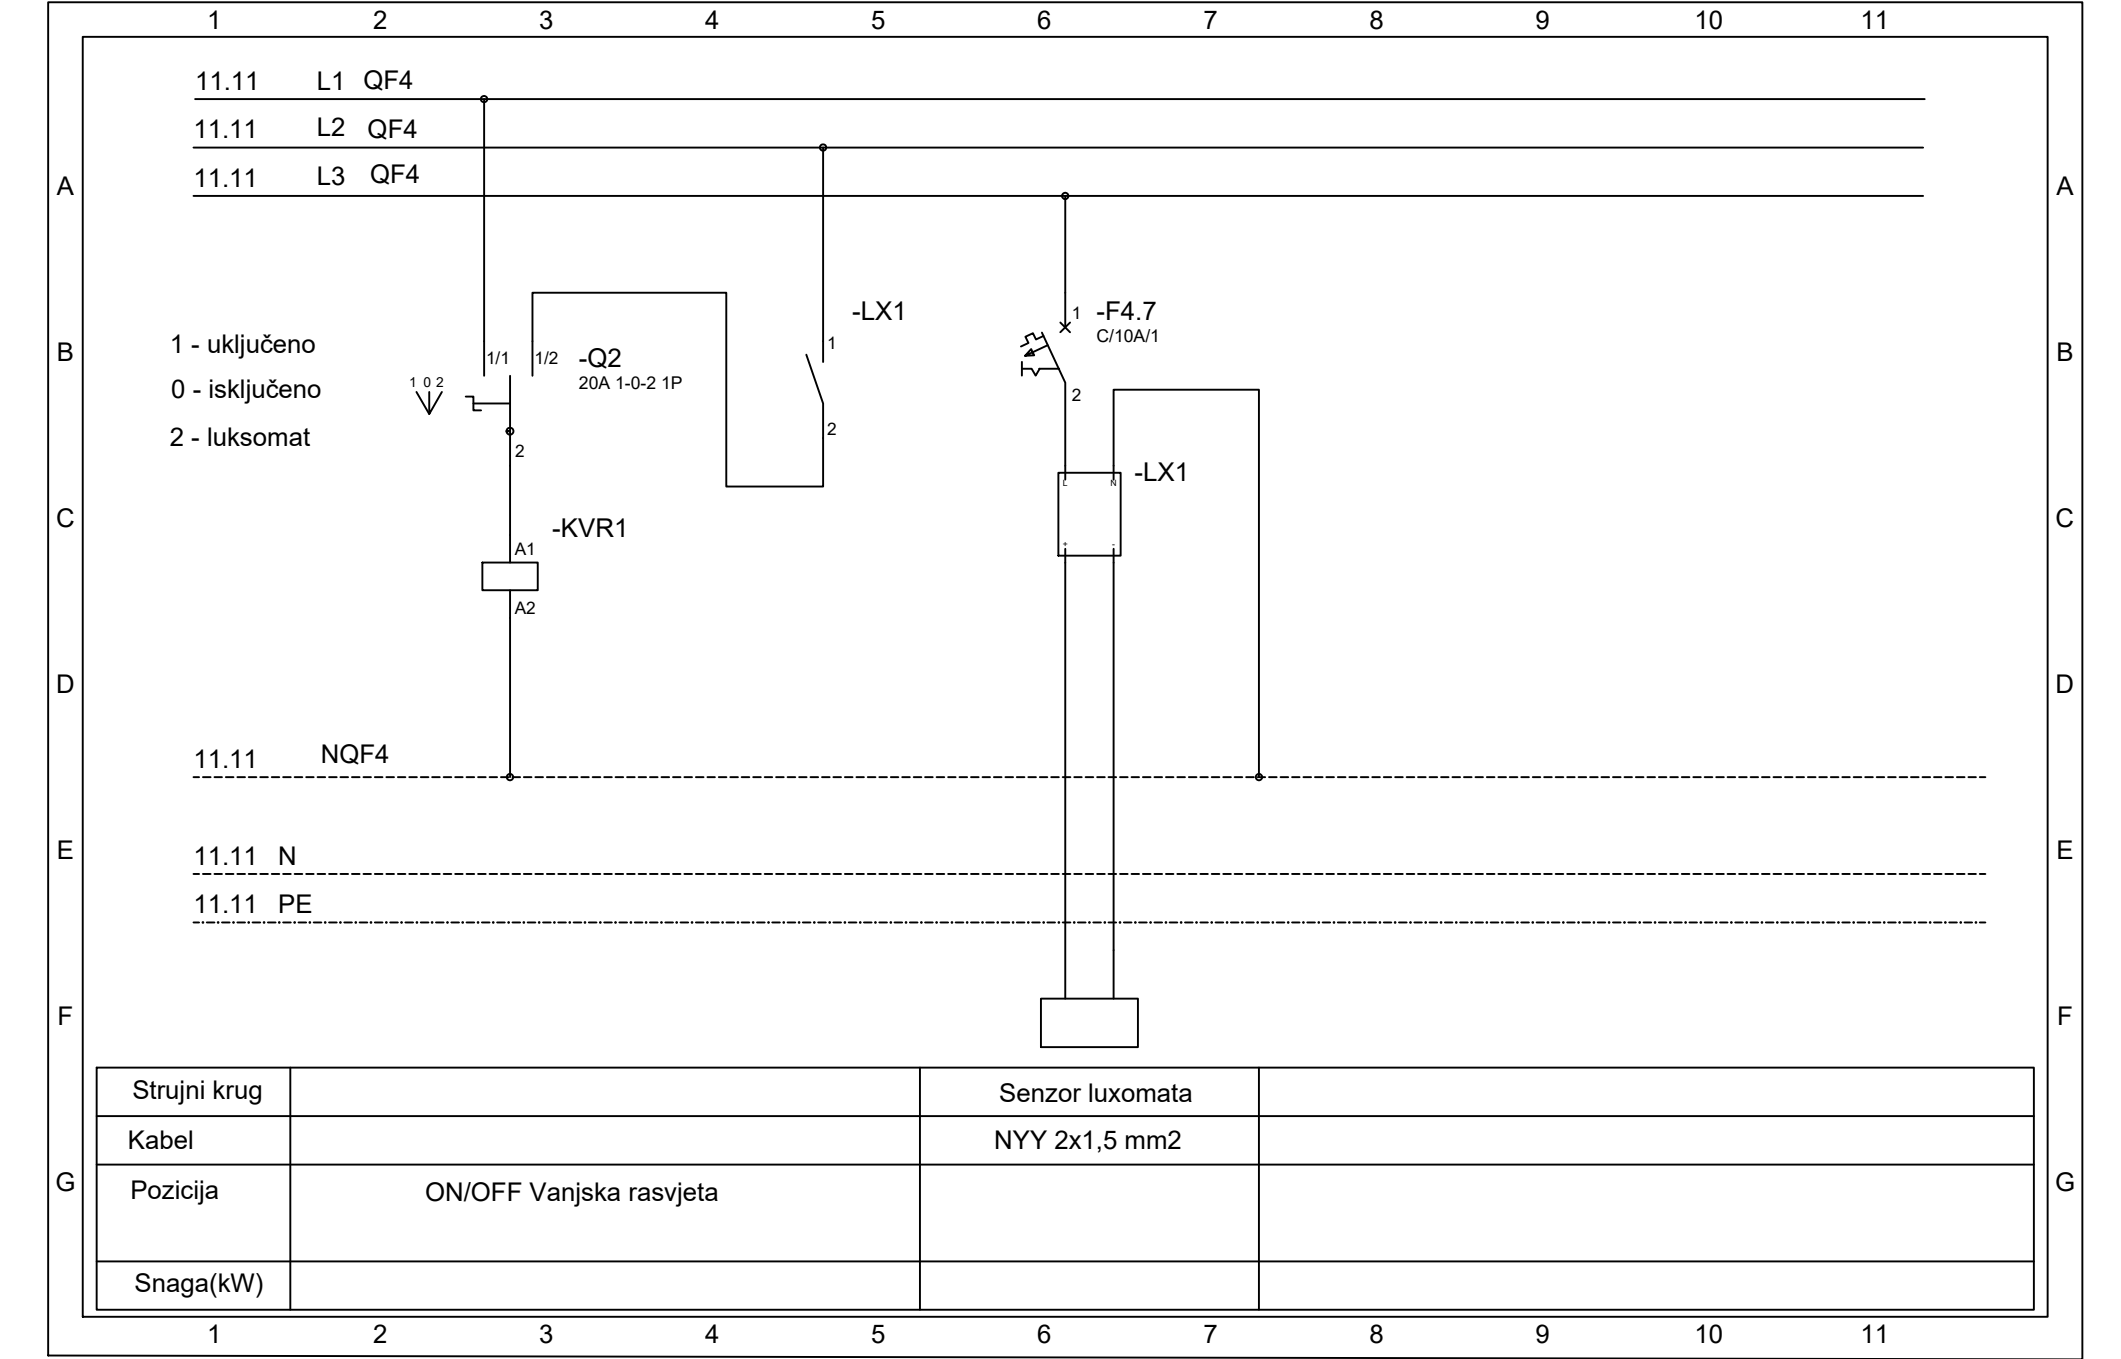 1 2 3 4 5 6 7 8 9 10 11
11.11 L1 QF4
11.11 L2 QF4
11.11 L3 QF4
A A
1 - uključeno
0 - isključeno
2 - luksomat
B B
1 0 2
1/1 1/2
-Q2
20A 1-0-2 1P
2
-LX1
1
2
1
-F4.7
C/10A/1
2
-LX1
L N
+ -
C C
-KVR1
A1
A2
D D
11.11 NQF4
E E
11.11 N
11.11 PE
F F
Strujni krug Senzor luxomata
Kabel NYY 2x1,5 mm2
G G
Pozicija ON/OFF Vanjska rasvjeta
Snaga(kW)
1 2 3 4 5 6 7 8 9 10 11